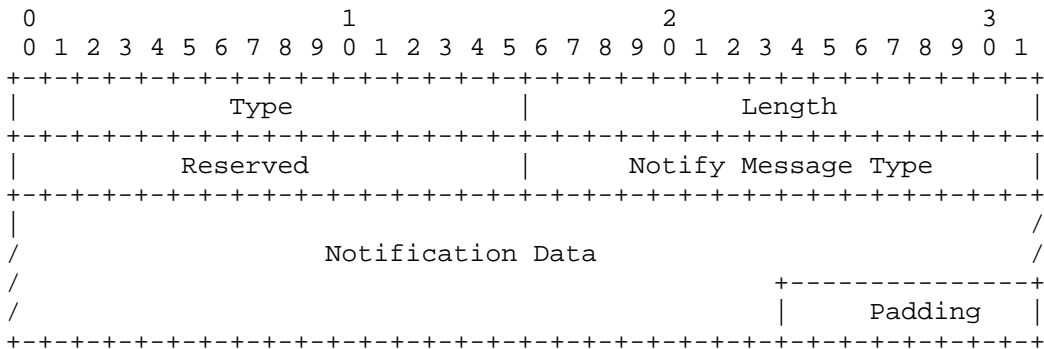 0                   1                   2                   3
 0 1 2 3 4 5 6 7 8 9 0 1 2 3 4 5 6 7 8 9 0 1 2 3 4 5 6 7 8 9 0 1
+-+-+-+-+-+-+-+-+-+-+-+-+-+-+-+-+-+-+-+-+-+-+-+-+-+-+-+-+-+-+-+-+
|             Type              |             Length            |
+-+-+-+-+-+-+-+-+-+-+-+-+-+-+-+-+-+-+-+-+-+-+-+-+-+-+-+-+-+-+-+-+
|          Reserved             |      Notify Message Type      |
+-+-+-+-+-+-+-+-+-+-+-+-+-+-+-+-+-+-+-+-+-+-+-+-+-+-+-+-+-+-+-+-+
|                                                               /
/                   Notification Data                           /
/                                               +---------------+
/                                               |     Padding   |
+-+-+-+-+-+-+-+-+-+-+-+-+-+-+-+-+-+-+-+-+-+-+-+-+-+-+-+-+-+-+-+-+